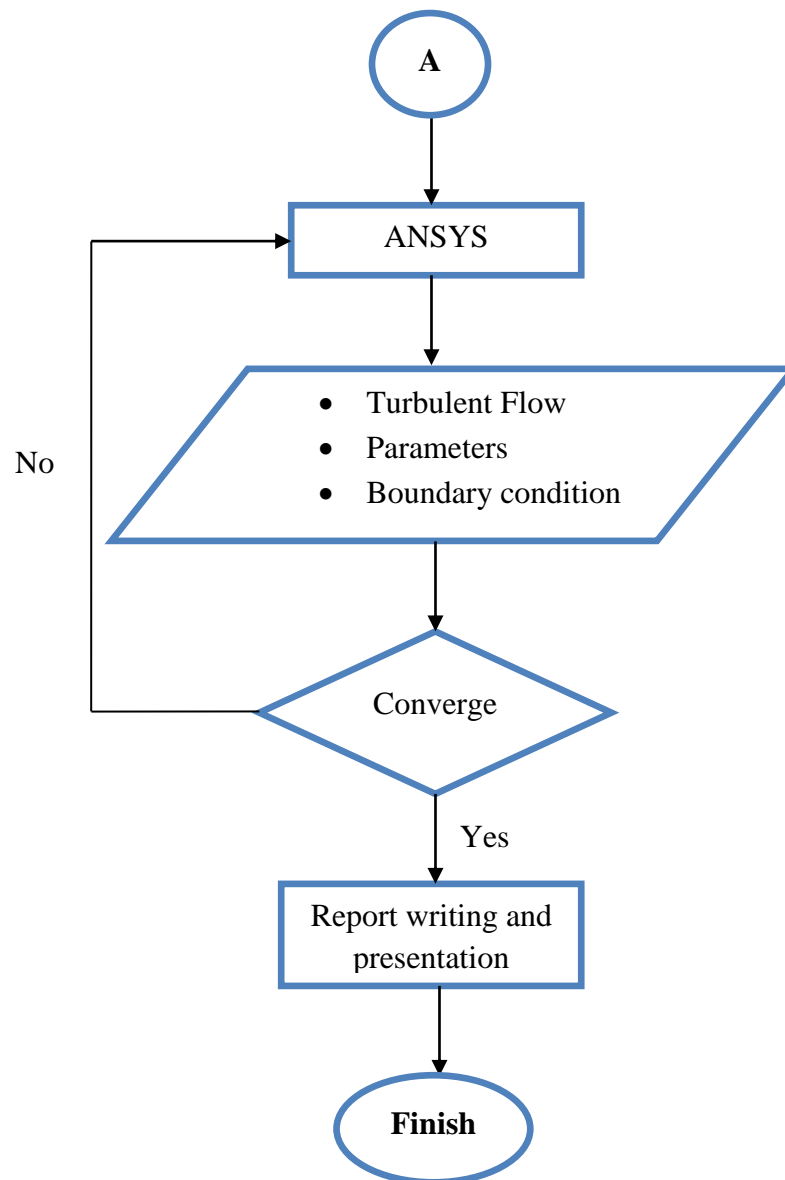 A
ANSYS
• Turbulent Flow
• Parameters
• Boundary condition
No
Converge
Yes
Report writing and
presentation
Finish